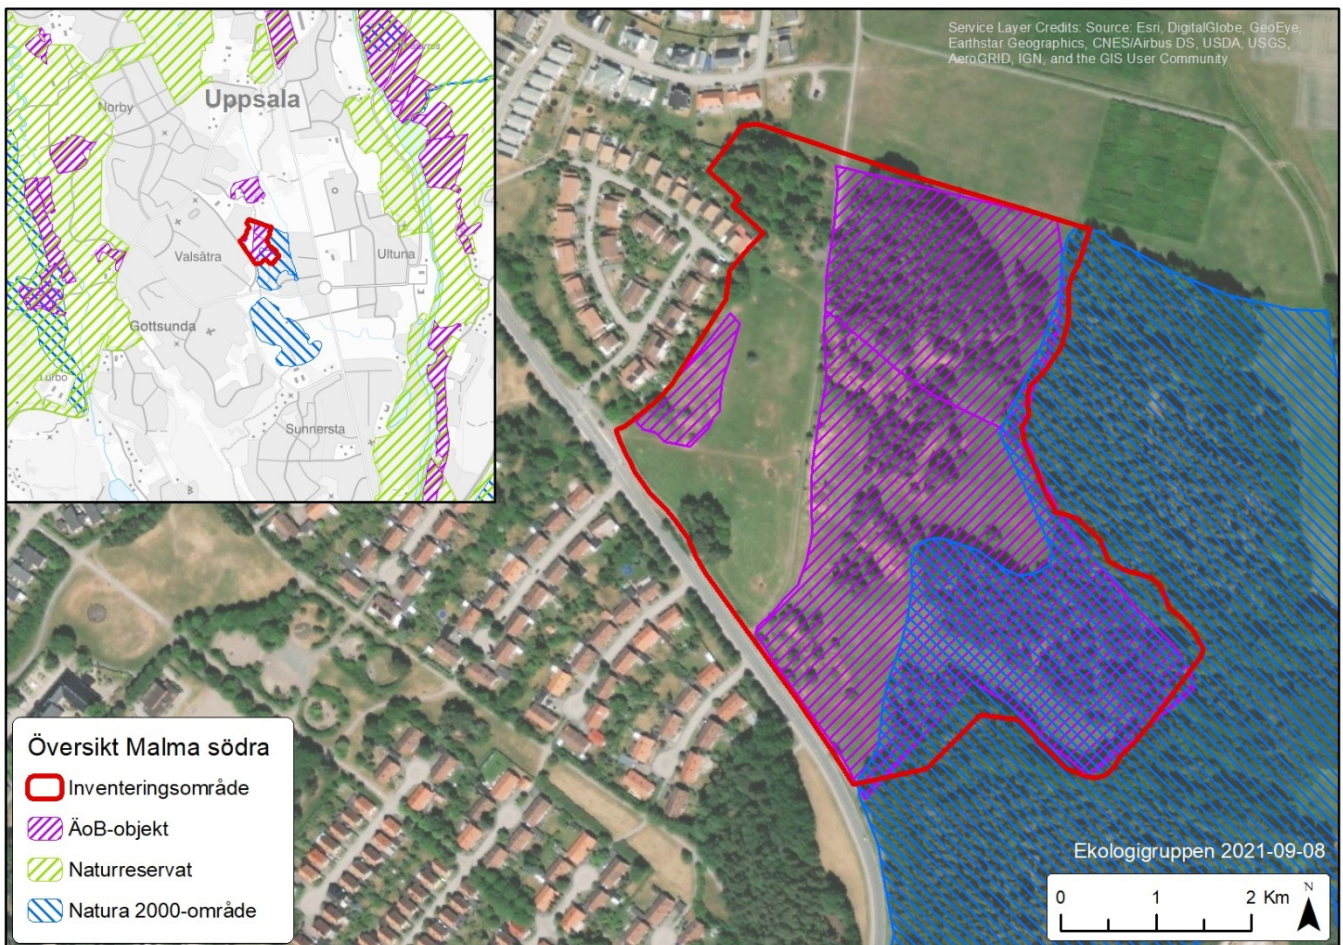 Service Layer Credits: Source: Esri, DigitalGlobe, GeoEye,
Earthstar Geographics, CNES/Airbus DS, USDA, USGS,
AeroGRID, IGN, and the GIS User Community
Norby
Uppsala
Valsätra
Ultuna
Gottsunda
Lurbo
Sunnersta
Översikt Malma södra
Inventeringsområde
ÄoB-objekt
Naturreservat
Natura 2000-område
Ekologigruppen 2021-09-08
0 1 2 Km
N